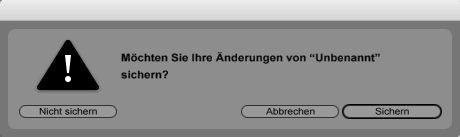 !
Möchten Sie Ihre Änderungen von “Unbenannt”
sichern?
Nicht sichern
Abbrechen
Sichern